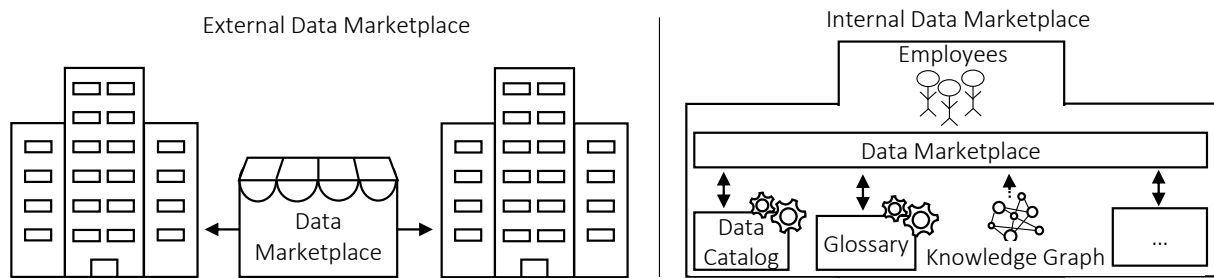 External Data Marketplace
Data
Marketplace
Internal Data Marketplace
Employees
Data Marketplace
Data
Catalog
Glossary
Knowledge Graph
...